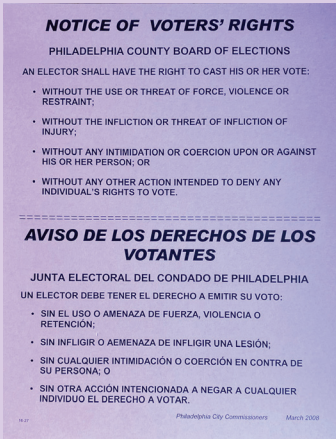 NOTICE OF VOTERS' RIGHTS
PHILADELPHIA COUNTY BOARD OF ELECTIONS
AN ELECTOR SHALL HAVE THE RIGHT TO CAST HIS OR HER VOTE:
• WITHOUT THE USE OR THREAT OF FORCE, VIOLENCE OR
RESTRAINT;
• WITHOUT THE INFLICTION OR THREAT OF INFLICTION OF
INJURY;
• WITHOUT ANY INTIMIDATION OR COERCION UPON OR AGAINST
HIS OR HER PERSON; OR
• WITHOUT ANY OTHER ACTION INTENDED TO DENY ANY
INDIVIDUAL'S RIGHTS TO VOTE.
AVISO DE LOS DERECHOS DE LOS
VOTANTES
JUNTA ELECTORAL DEL CONDADO DE PHILADELPHIA
UN ELECTOR DEBE TENER EL DERECHO A EMITIR SU VOTO:
• SIN EL USO O AMENAZA DE FUERZA, VIOLENCIA O
RETENCIÓN;
• SIN INFLIGIR O AEMENAZA DE INFLIGIR UNA LESIÓN;
• SIN CUALQUIER INTIMIDACIÓN O COERCIÓN EN CONTRA DE
SU PERSONA; O
• SIN OTRA ACCIÓN INTENCIONADA A NEGAR A CUALQUIER
INDIVIDUO EL DERECHO A VOTAR.
Philadelphia City Commissioners March 2008